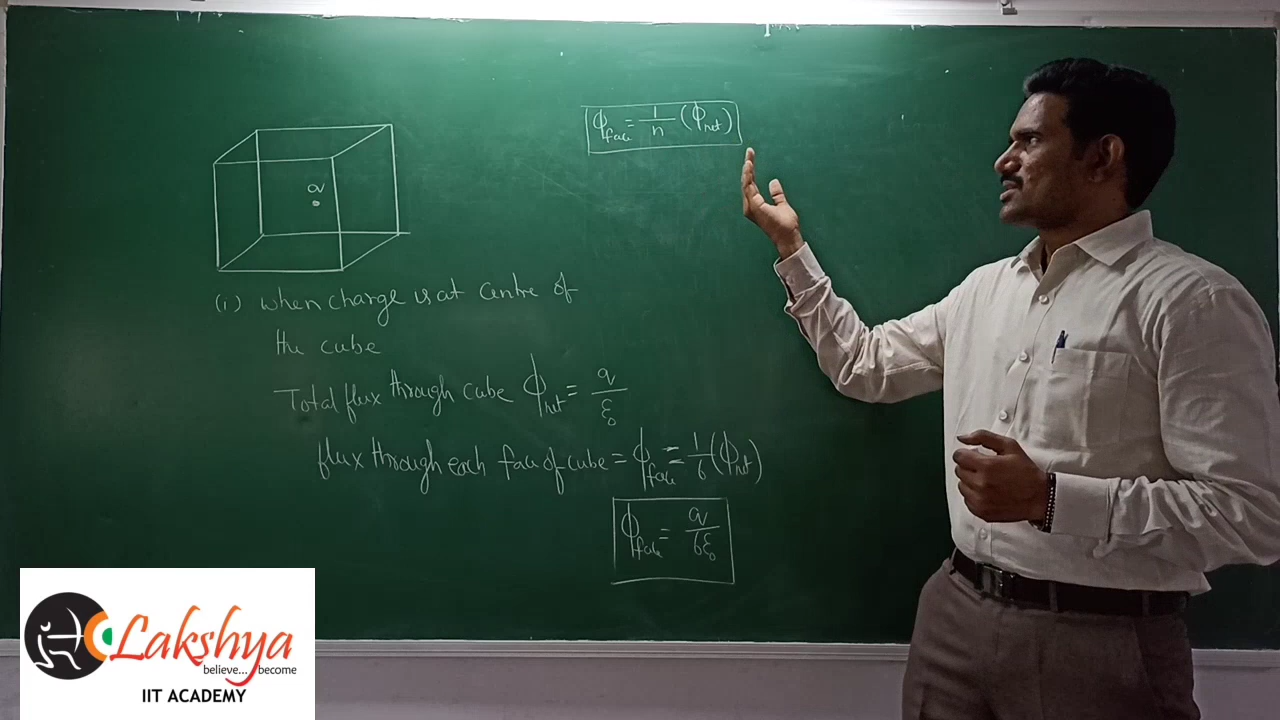 ϕface = 1/n (ϕnet)
q
(i) when charge is at centre of
the cube
Total flux through cube ϕnet = q/ε₀
flux through each face of cube = ϕface = 1/6 (ϕnet)
ϕface = q/6ε₀
Lakshya
believe... become
IIT ACADEMY